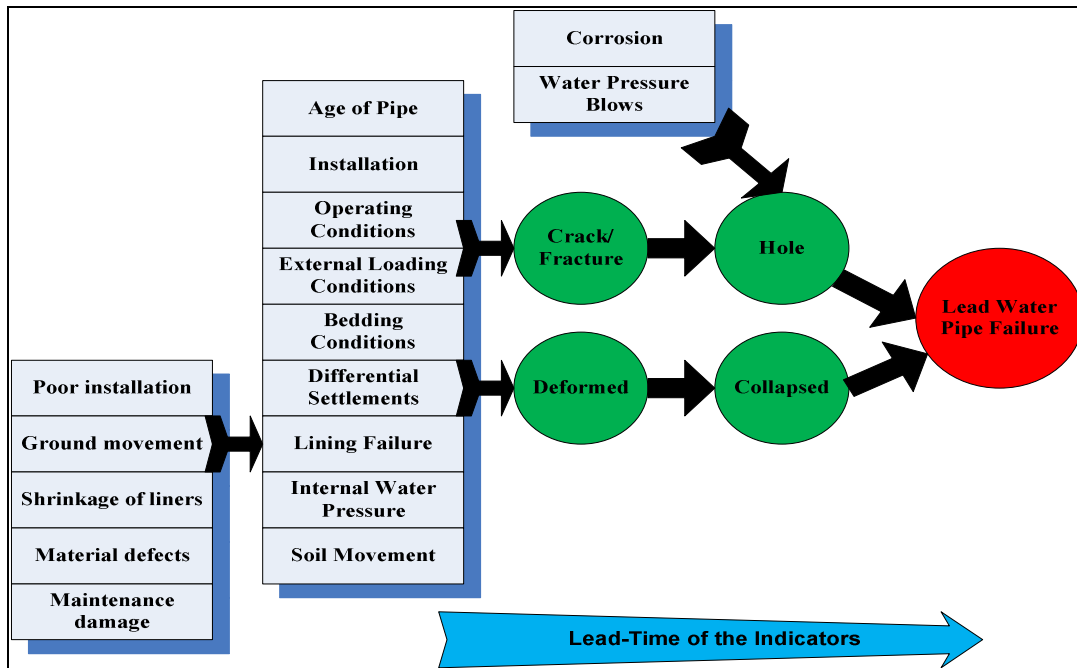 Poor installation
Ground movement
Shrinkage of liners
Material defects
Maintenance
damage
Age of Pipe
Installation
Operating
Conditions
External Loading
Conditions
Bedding
Conditions
Differential
Settlements
Lining Failure
Internal Water
Pressure
Soil Movement
Corrosion
Water Pressure
Blows
Crack/
Fracture
Hole
Deformed
Collapsed
Lead Water
Pipe Failure
Lead-Time of the Indicators